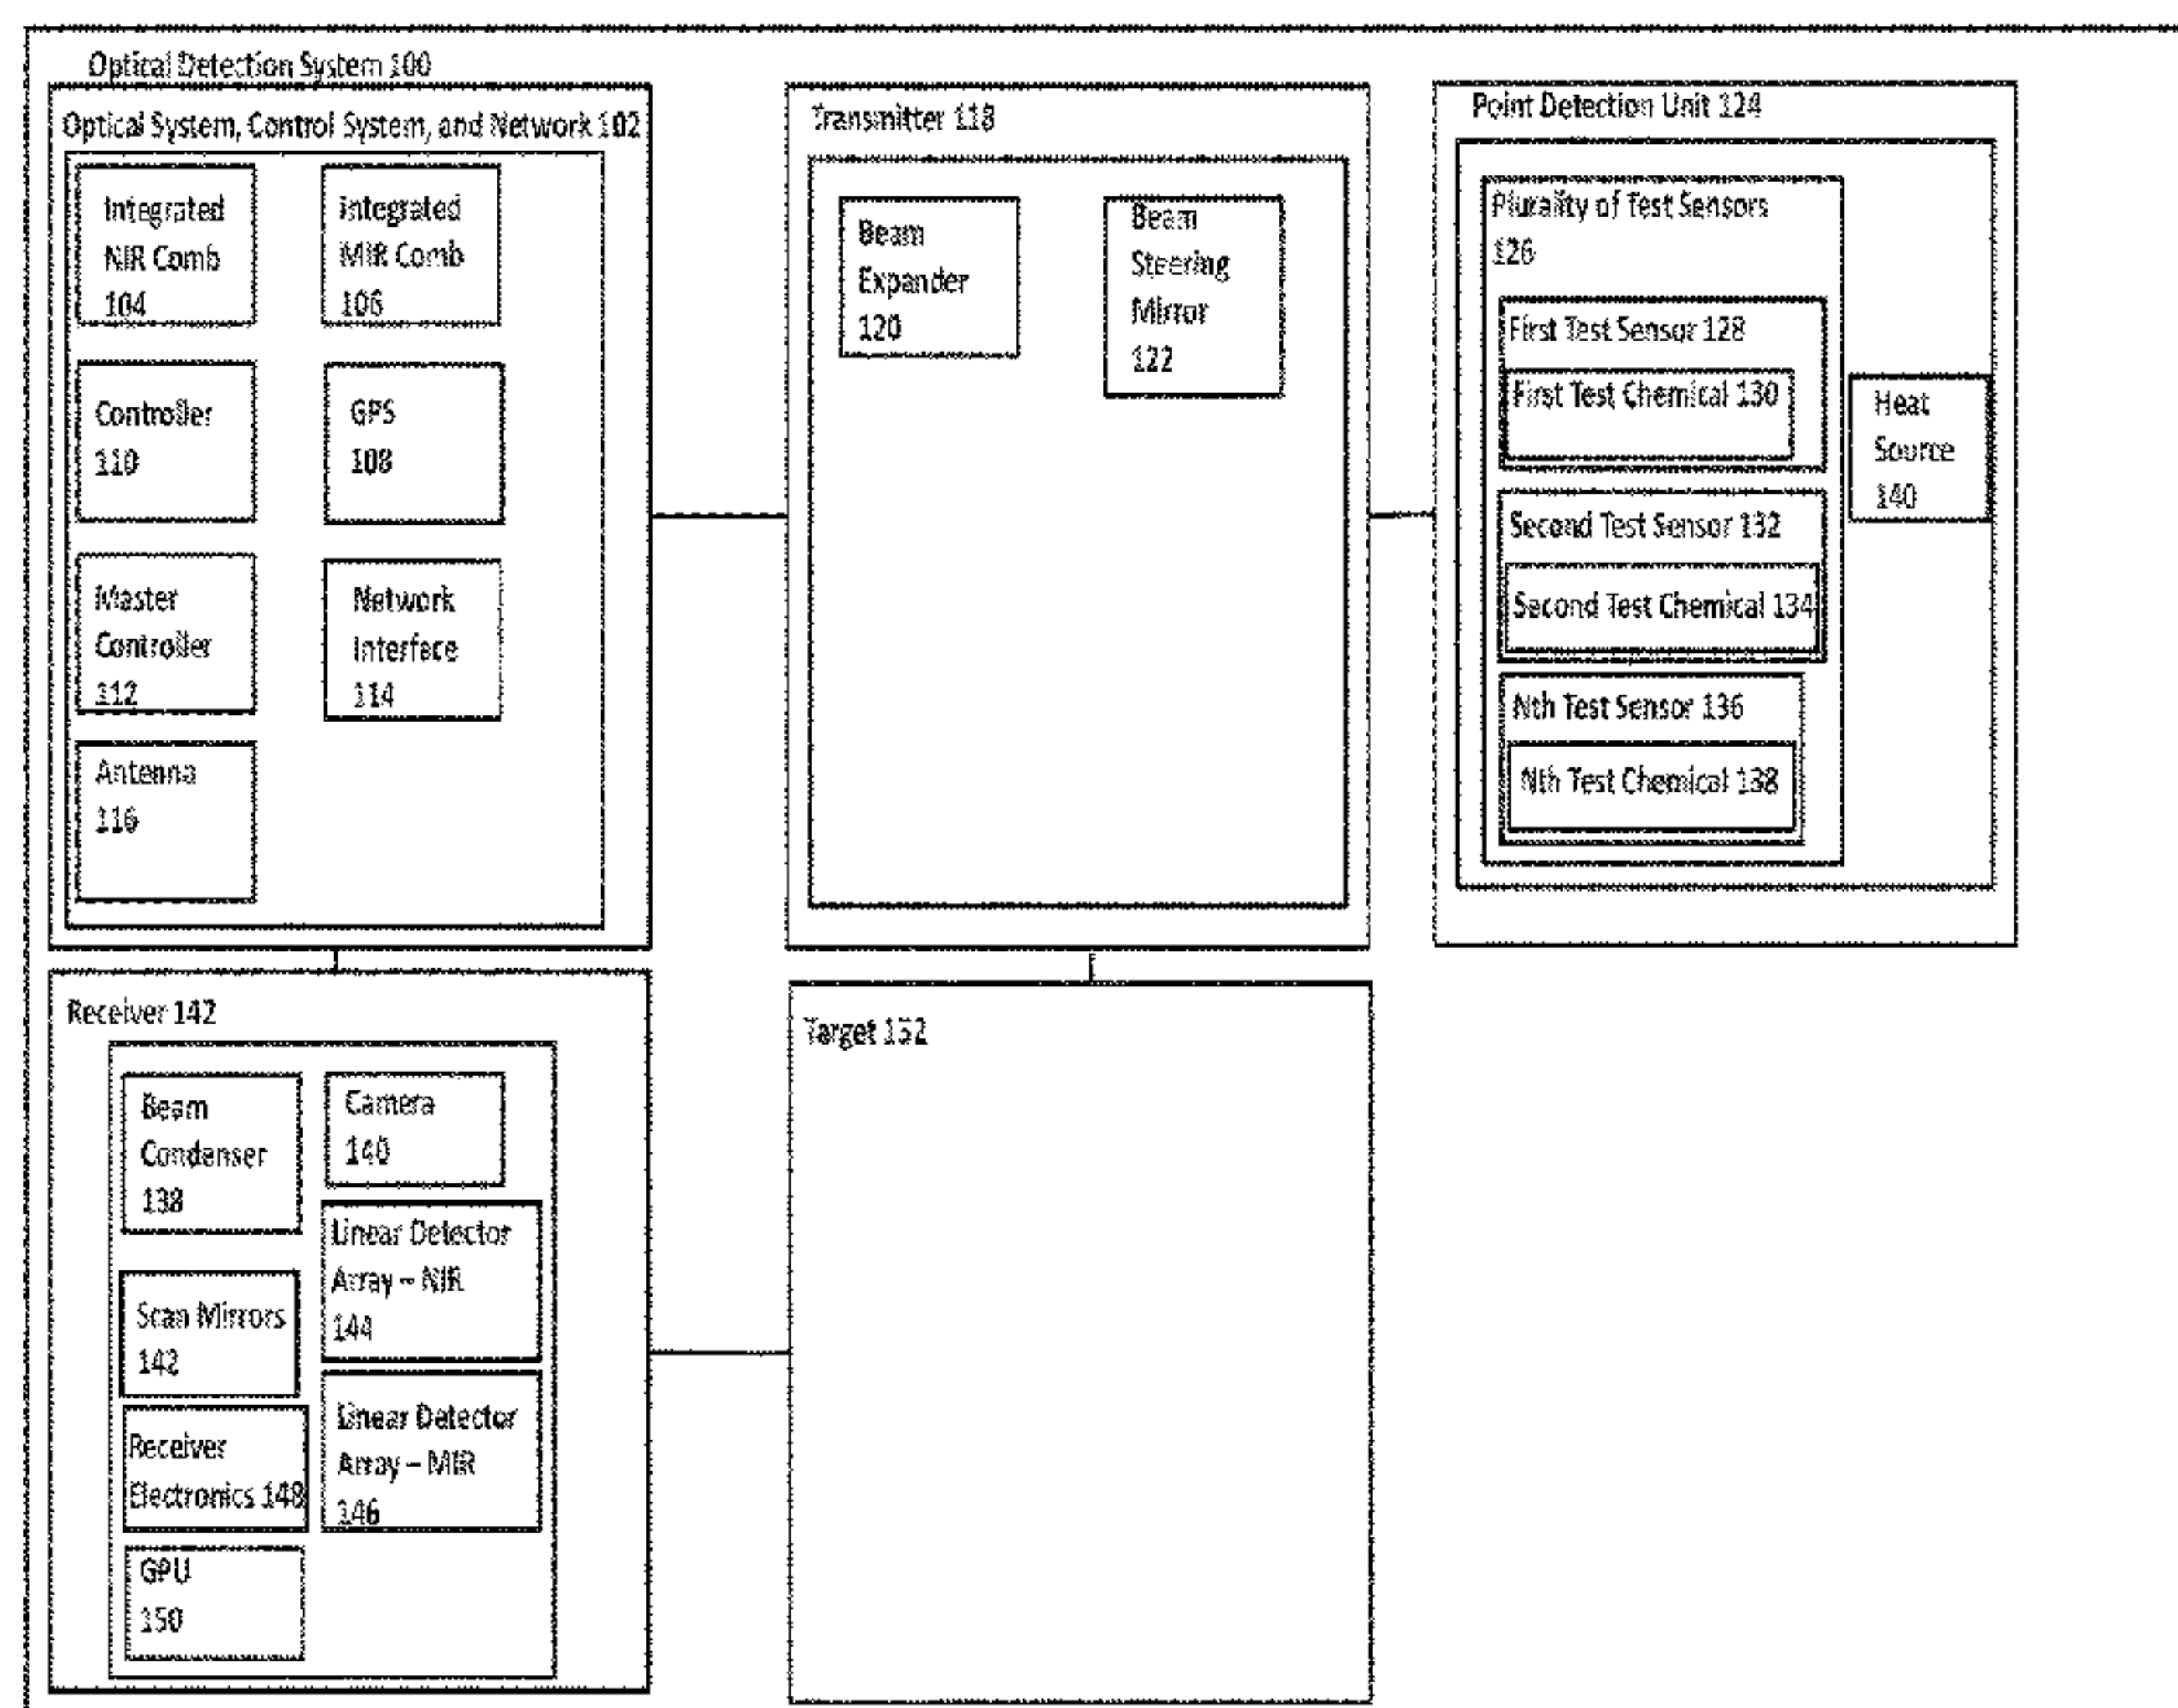 Optical Detection System 100
Optical System, Control System, and Network 102
Integrated
NIR Comb
104
Integrated
MIR Comb
106
Controller
110
GPS
108
Master
Controller
112
Network
Interface
114
Antenna
116
Transmitter 118
Beam
Expander
120
Beam
Steering
Mirror
122
Point Detection Unit 124
Plurality of Test Sensors
126
First Test Sensor 128
First Test Chemical 130
Second Test Sensor 132
Second Test Chemical 134
Nth Test Sensor 136
Nth Test Chemical 138
Heat
Source
140
Receiver 142
Beam
Condenser
138
Camera
140
Linear Detector
Array – NIR
144
Scan Mirrors
142
Linear Detector
Array – MIR
146
Receiver
Electronics 148
GPU
150
Target 152